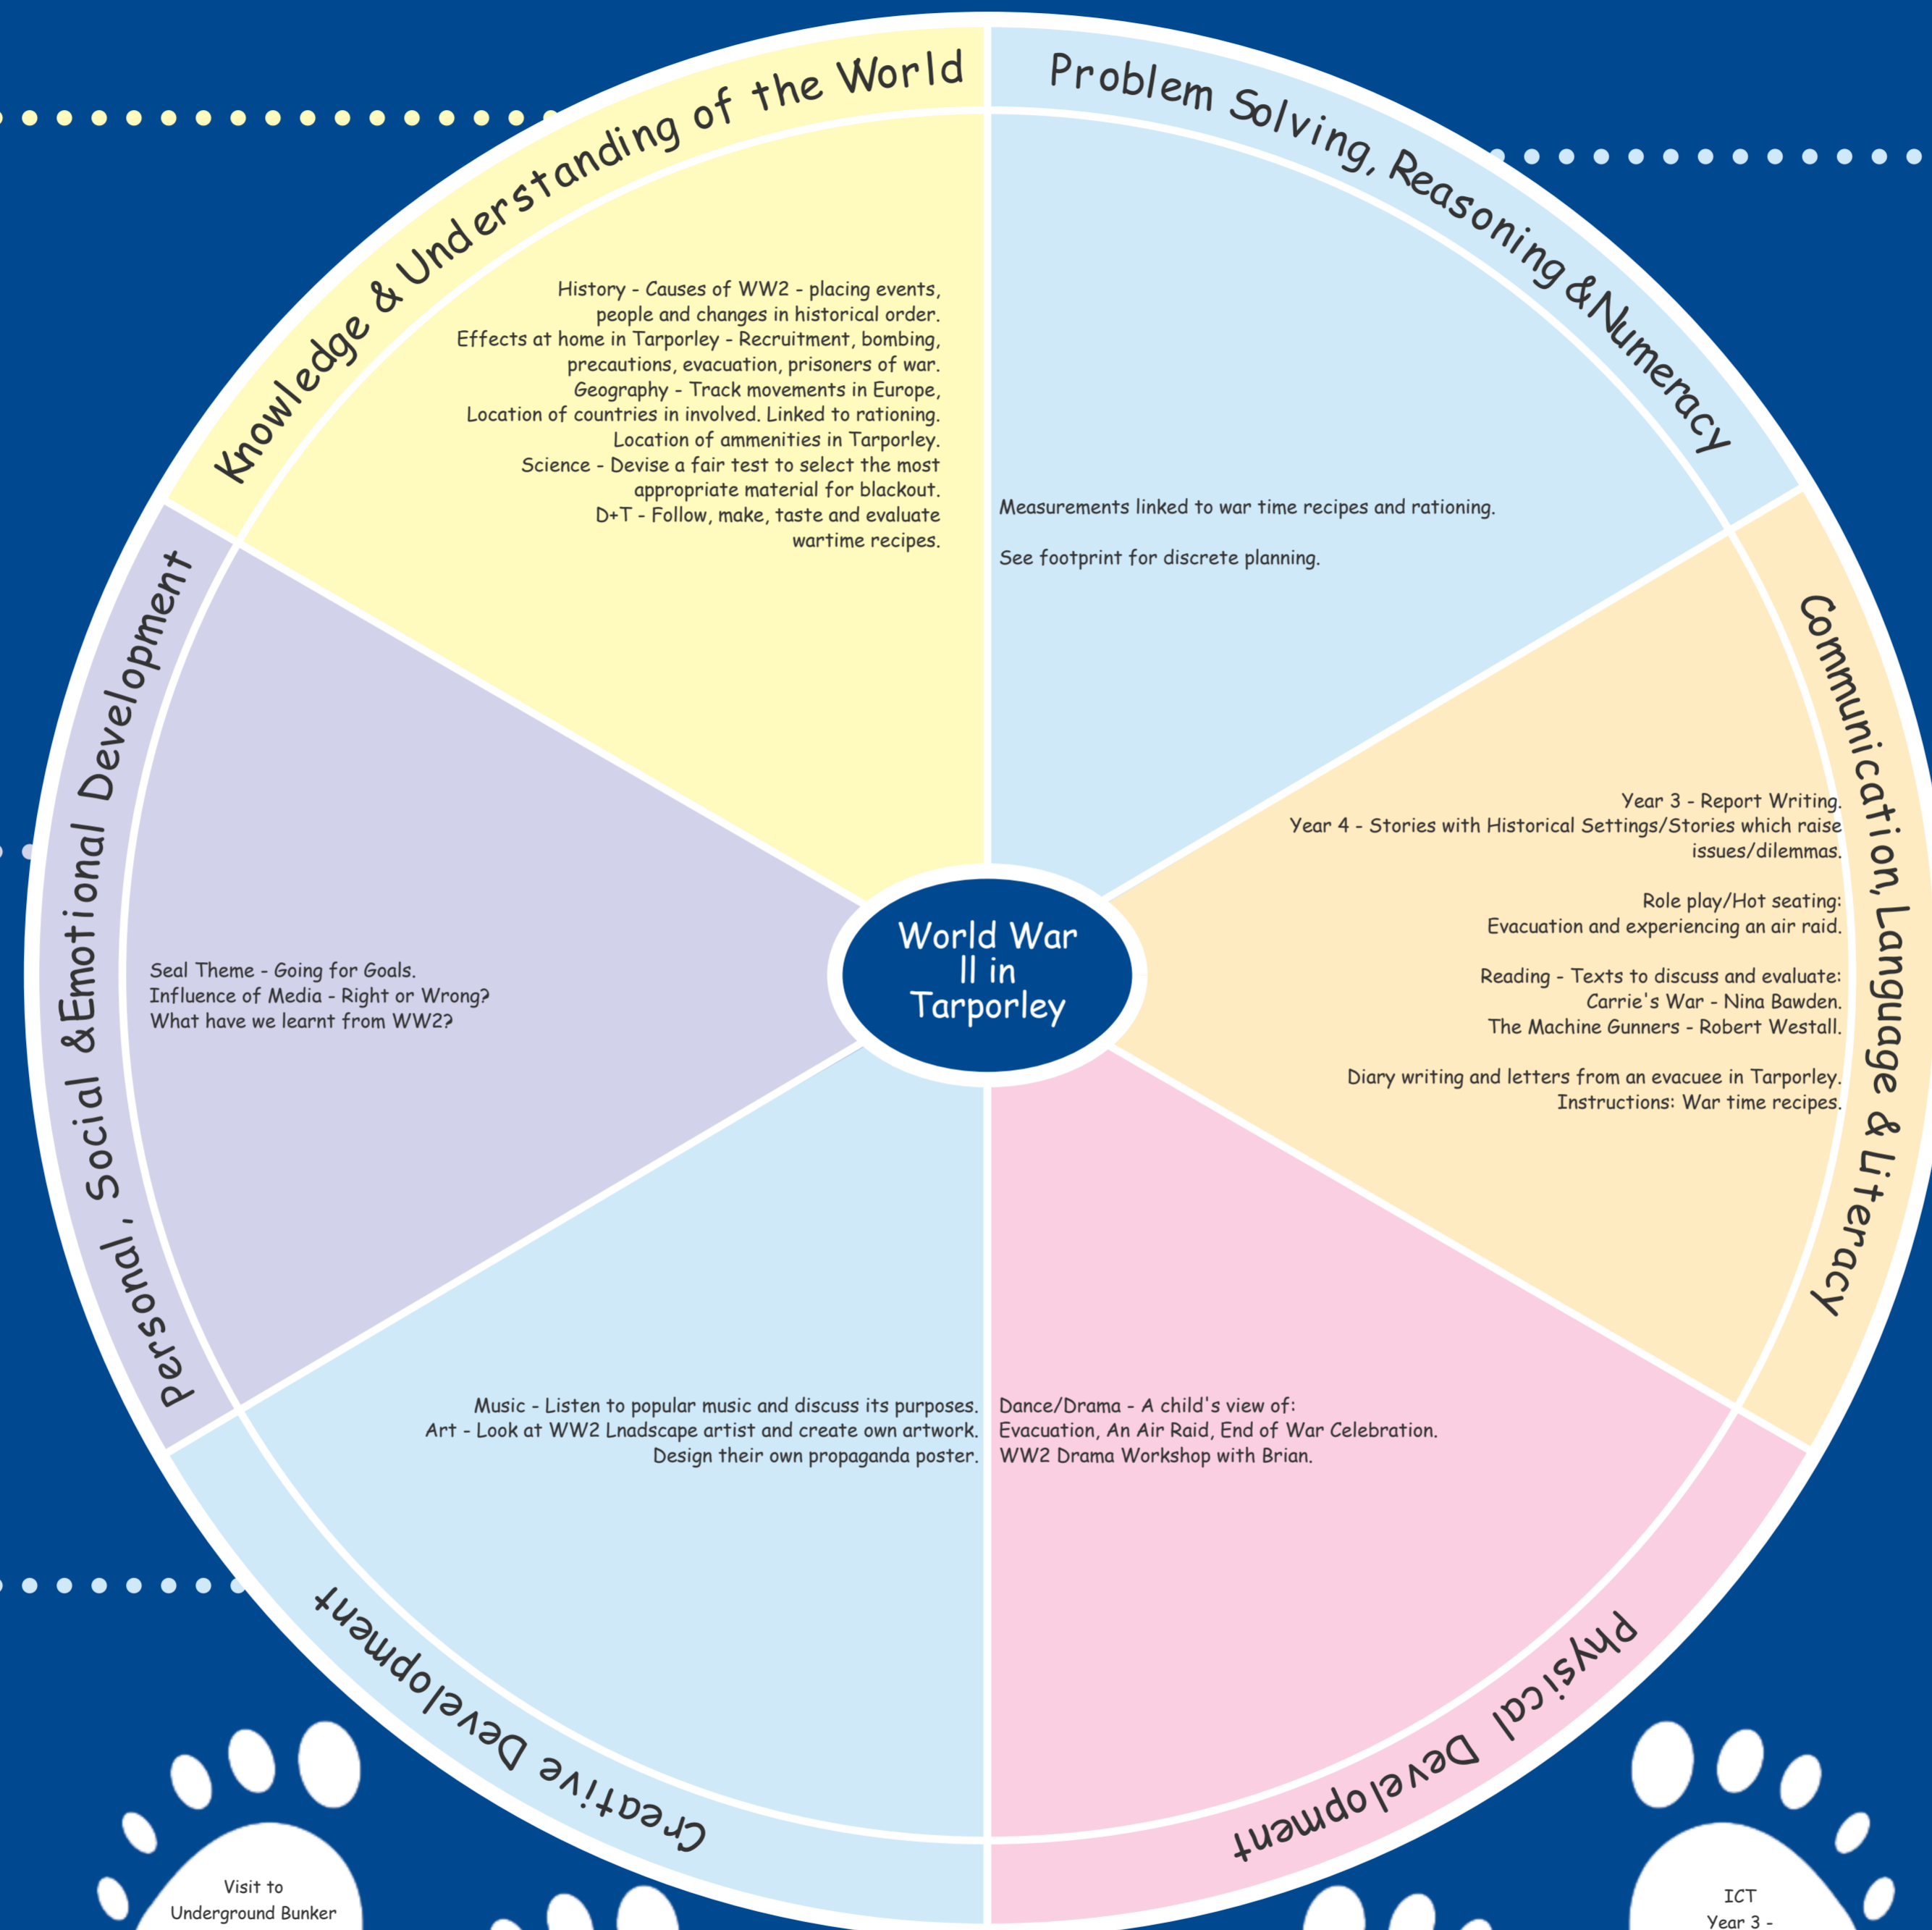 Knowledge & Understanding of the World
Problem Solving, Reasoning &Numeracy
History - Causes of WW2 - placing events,
people and changes in historical order.
Effects at home in Tarporley - Recruitment, bombing,
precautions, evacuation, prisoners of war.
Geography - Track movements in Europe,
Location of countries in involved. Linked to rationing.
Location of ammenities in Tarporley.
Science - Devise a fair test to select the most
appropriate material for blackout.
D+T - Follow, make, taste and evaluate
wartime recipes.
Measurements linked to war time recipes and rationing.
See footprint for discrete planning.
Communication, Language & Literacy
Year 3 - Report Writing.
Year 4 - Stories with Historical Settings/Stories which raise
issues/dilemmas.
Role play/Hot seating:
Evacuation and experiencing an air raid.
Reading - Texts to discuss and evaluate:
Carrie's War - Nina Bawden.
The Machine Gunners - Robert Westall.
Diary writing and letters from an evacuee in Tarporley.
Instructions: War time recipes.
World War
II in
Tarporley
Personal, Social &Emotional Development
Seal Theme - Going for Goals.
Influence of Media - Right or Wrong?
What have we learnt from WW2?
Music - Listen to popular music and discuss its purposes.
Art - Look at WW2 Lnadscape artist and create own artwork.
Design their own propaganda poster.
Dance/Drama - A child's view of:
Evacuation, An Air Raid, End of War Celebration.
WW2 Drama Workshop with Brian.
Creative Development
Physical Development
Visit to
Underground Bunker
ICT
Year 3 -